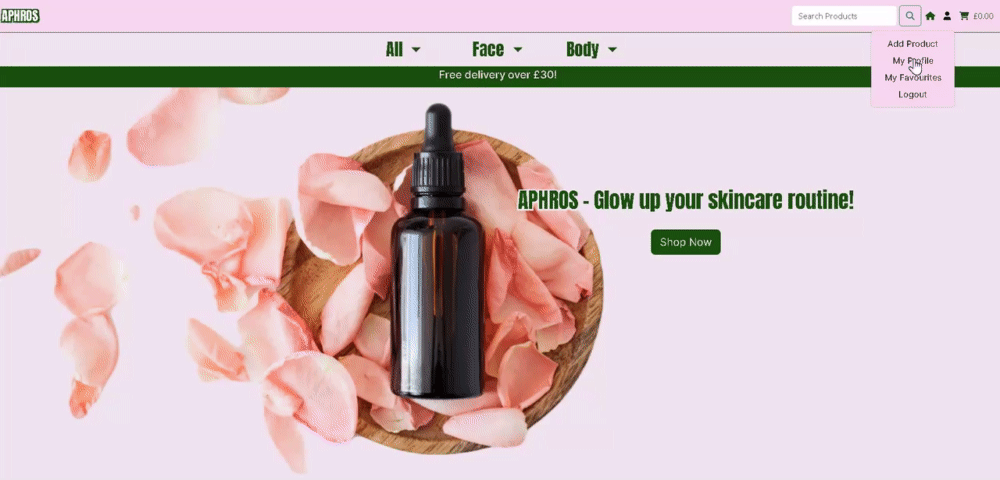 APHROS
Search Products
£0.00
All
Face
Body
Add Product
My Profile
My Favourites
Logout
Free delivery over £30!
APHROS - Glow up your skincare routine!
Shop Now